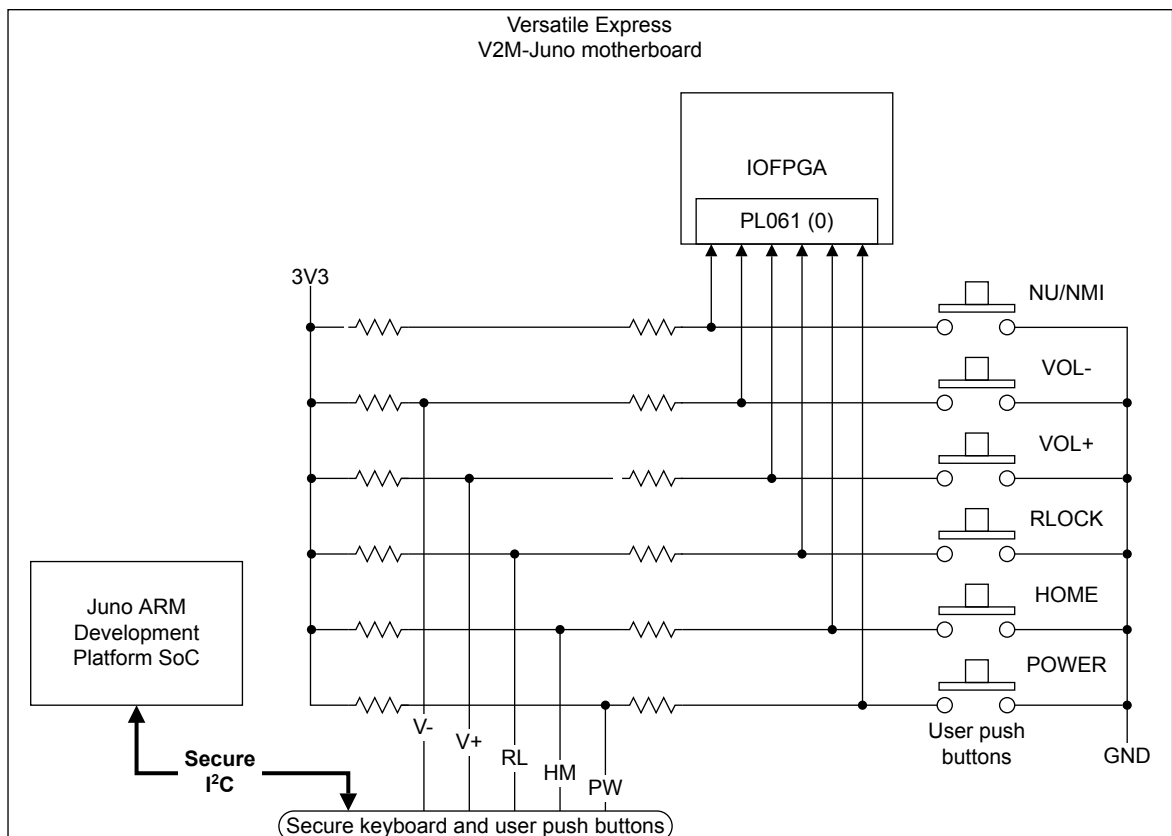 Versatile Express
V2M-Juno motherboard
IOFPGA
PL061 (0)
3V3
NU/NMI
VOL-
VOL+
RLOCK
HOME
POWER
User push
buttons
GND
Juno ARM
Development
Platform SoC
Secure
I²C
V-
V+
RL
HM
PW
Secure keyboard and user push buttons